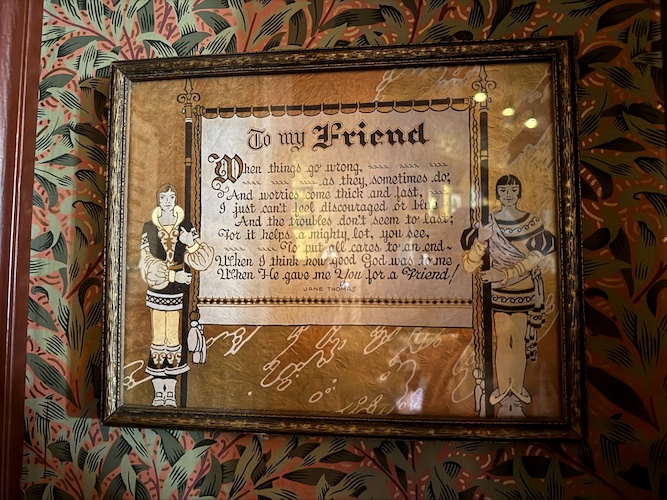 To my Friend
When things go wrong,
as they sometimes do,
And worries come thick and fast,
I just can't feel discouraged or blue
And the troubles don't seem to last;
For it helps a mighty lot, you see,
To put all cares to an end-
When I think how good God was to me
When He gave me You for a Friend!
JANE THOMAS